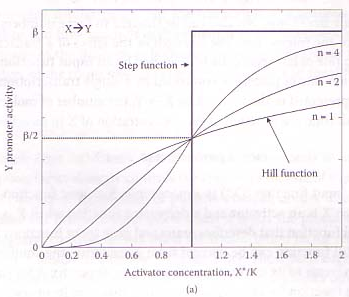 β
X→Y
Step function
n = 4
n = 2
n = 1
Y promoter activity
β/2
Hill function
0
0 0.2 0.4 0.6 0.8 1 1.2 1.4 1.6 1.8 2
Activator concentration, X*/K
(a)